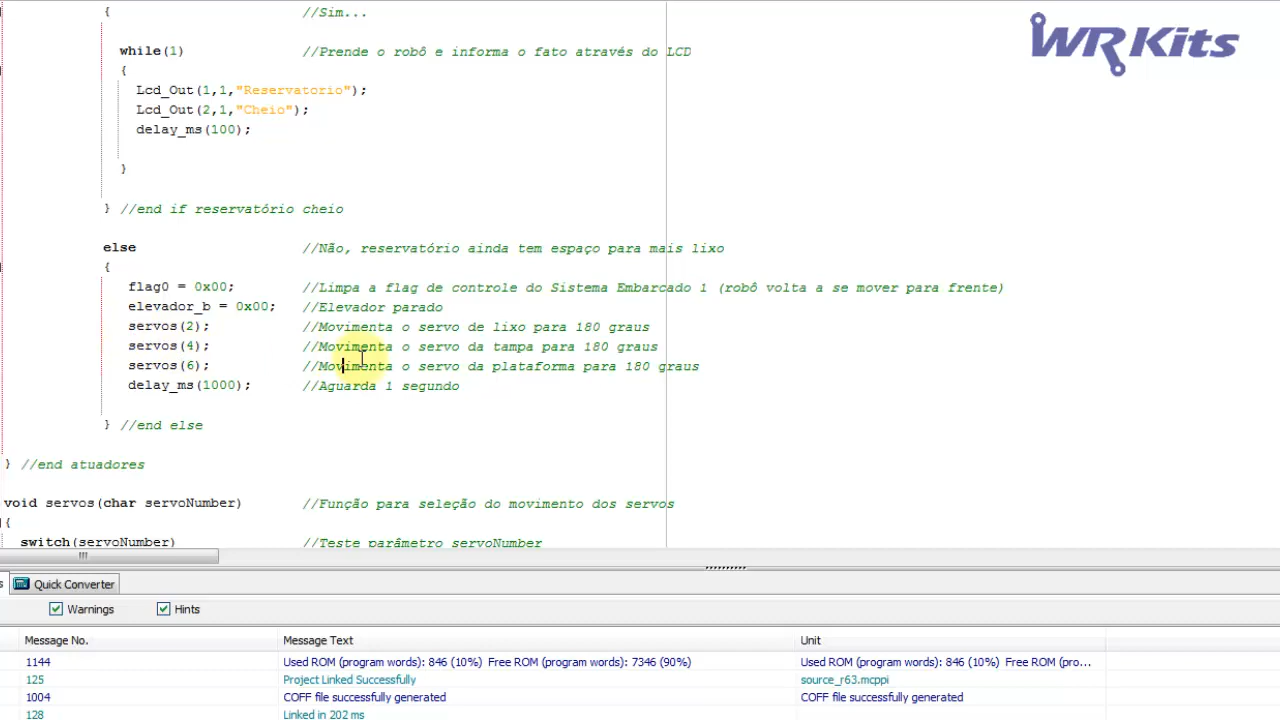 { //Sim...
WR Kits
while(1) //Prende o robô e informa o fato através do LCD
{
Lcd_Out(1,1,"Reservatorio");
Lcd_Out(2,1,"Cheio");
delay_ms(100);
}
} //end if reservatório cheio
else //Não, reservatório ainda tem espaço para mais lixo
{
flag0 = 0x00; //Limpa a flag de controle do Sistema Embarcado 1 (robô volta a se mover para frente)
elevador_b = 0x00; //Elevador parado
servos(2); //Movimenta o servo de lixo para 180 graus
servos(4); //Movimenta o servo da tampa para 180 graus
servos(6); //Movimenta o servo da plataforma para 180 graus
delay_ms(1000); //Aguarda 1 segundo
} //end else
} //end atuadores
void servos(char servoNumber) //Função para seleção do movimento dos servos
{
switch(servoNumber) //Teste parâmetro servoNumber
Quick Converter
Warnings Hints
Message No. Message Text Unit
1144 Used ROM (program words): 846 (10%) Free ROM (program words): 7346 (90%) Used ROM (program words): 846 (10%) Free ROM (pro...
125 Project Linked Successfully source_r63.mcppi
1004 COFF file successfully generated COFF file successfully generated
128 Linked in 202 ms